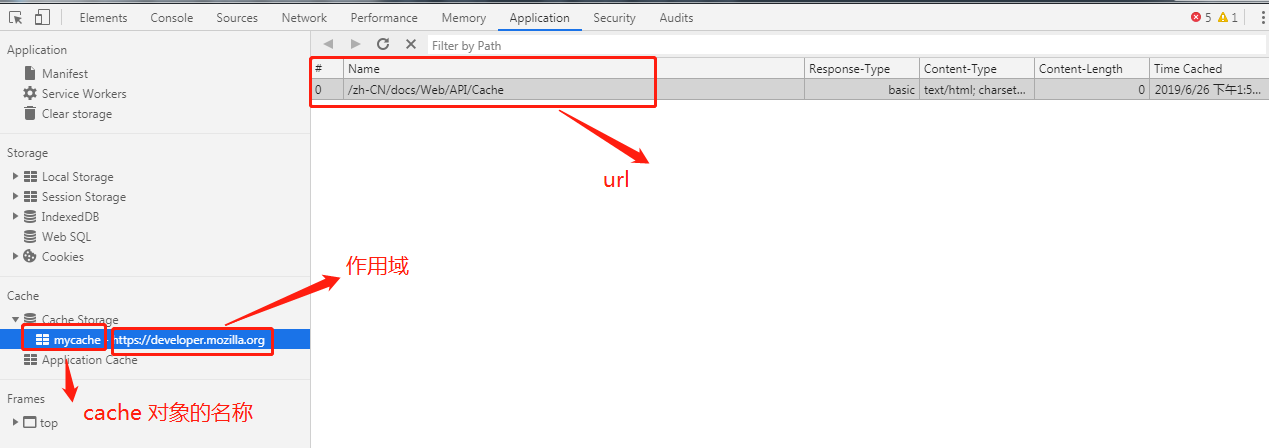 Elements Console Sources Network Performance Memory Application Security Audits 5 1
Application
Manifest
Service Workers
Clear storage
Storage
Local Storage
Session Storage
IndexedDB
Web SQL
Cookies
Cache
Cache Storage
mycache - https://developer.mozilla.org
Application Cache
Frames
top
Filter by Path
# Name Response-Type Content-Type Content-Length Time Cached
0 /zh-CN/docs/Web/API/Cache basic text/html; charset... 0 2019/6/26 下午1:5...
url
作用域
cache 对象的名称